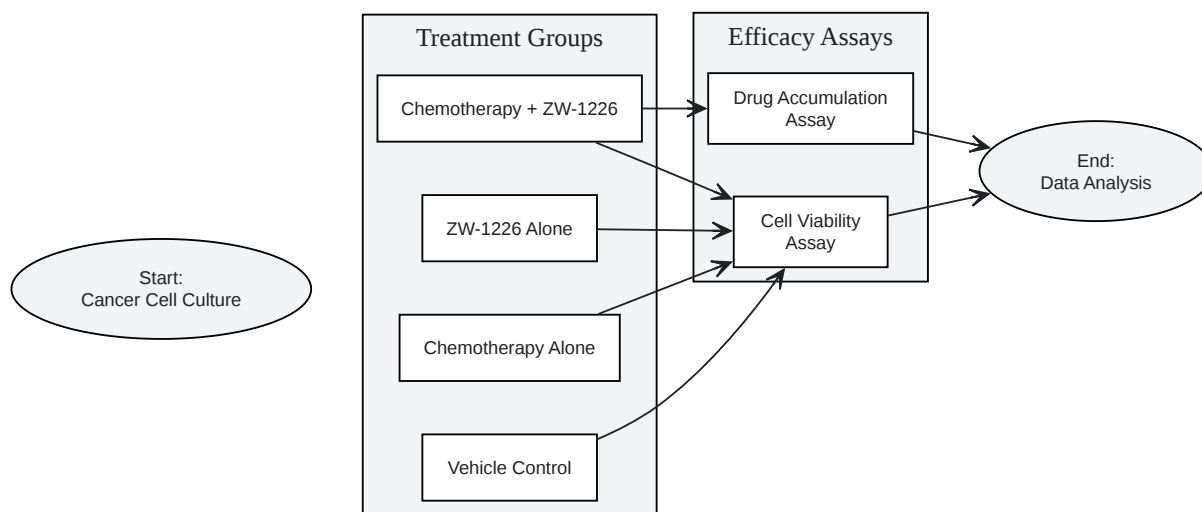 Treatment Groups
Efficacy Assays
Chemotherapy + ZW-1226
Drug Accumulation
Assay
End:
Data Analysis
ZW-1226 Alone
Cell Viability
Assay
Start:
Cancer Cell Culture
Chemotherapy Alone
Vehicle Control